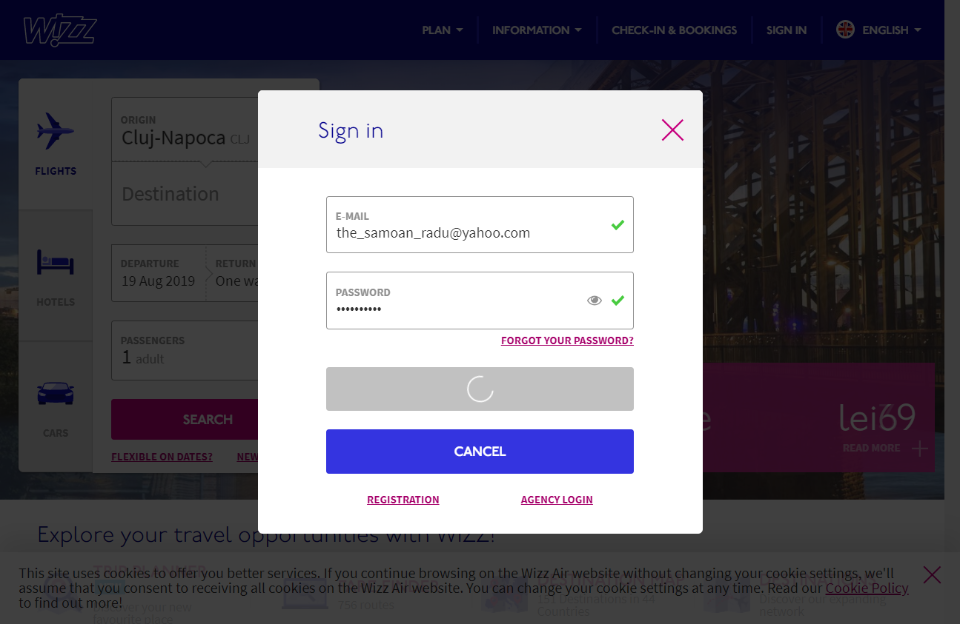 WIZZ
PLAN
INFORMATION
CHECK-IN & BOOKINGS
SIGN IN
ENGLISH
FLIGHTS
HOTELS
CARS
ORIGIN
Cluj-Napoca CLJ
Destination
DEPARTURE
RETURN
19 Aug 2019
One wa
PASSENGERS
1 adult
SEARCH
FLEXIBLE ON DATES?
NEW
Sign in
E-MAIL
the_samoan_radu@yahoo.com
PASSWORD
••••••••••
FORGOT YOUR PASSWORD?
CANCEL
REGISTRATION
AGENCY LOGIN
e
lei69
READ MORE
Explore your travel opportunities with WIZZ!
This site uses cookies to offer you better services. If you continue browsing on the Wizz Air website without changing your cookie settings, we'll
assume that you consent to receiving all cookies on the Wizz Air website. You can change your cookie settings at any time. Read our Cookie Policy
to find out more!